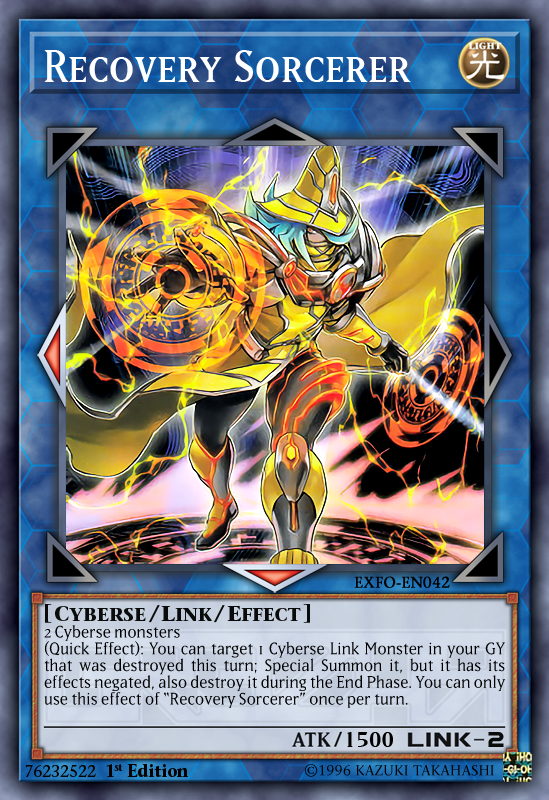 RECOVERY SORCERER
LIGHT
光
EXFO-EN042
[CYBERSE/LINK/EFFECT]
2 Cyberse monsters
(Quick Effect): You can target 1 Cyberse Link Monster in your GY
that was destroyed this turn; Special Summon it, but it has its
effects negated, also destroy it during the End Phase. You can only
use this effect of "Recovery Sorcerer" once per turn.
ATK/1500 LINK-2
76232522 1st Edition ©1996 KAZUKI TAKAHASHI